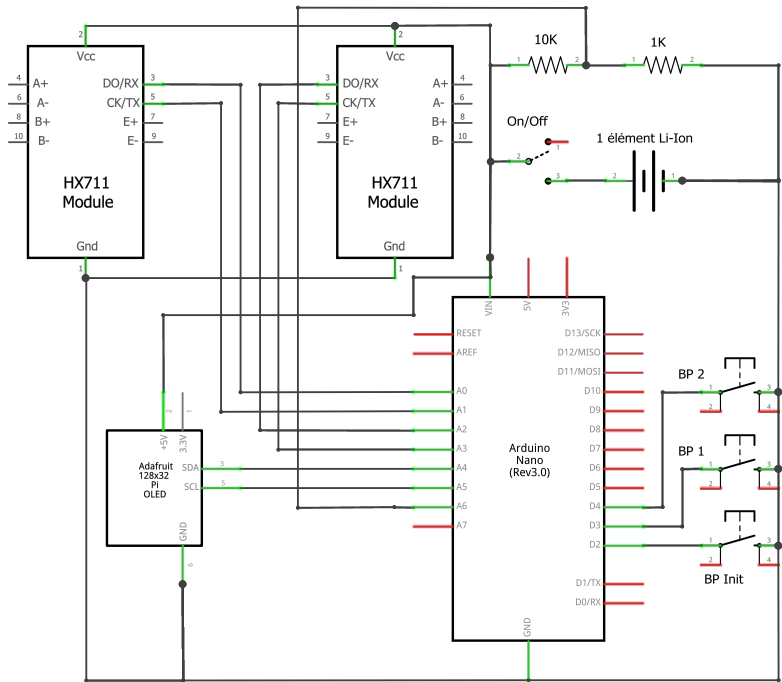 2
Vcc
4 A+
6 A-
8 B+
10 B-
DO/RX 3
CK/TX 5
E+ 7
E- 9
HX711
Module
Gnd
1
2
Vcc
3 DO/RX
5 CK/TX
7 E+
9 E-
A+ 4
A- 6
B+ 8
B- 10
HX711
Module
Gnd
1
10K
1 2
1K
1 2
On/Off
1
2
3
1 élément Li-Ion
2 1
VIN
5V
3V3
RESET
AREF
A0
A1
A2
A3
A4
A5
A6
A7
D13/SCK
D12/MISO
D11/MOSI
D10
D9
D8
D7
D6
D5
D4
D3
D2
D1/TX
D0/RX
Arduino
Nano
(Rev3.0)
GND
BP 2
1 3
2 4
BP 1
1 3
2 4
BP Init
1 3
2 4
2 1
+5V 3.3V
Adafruit
128x32
Pi
OLED
SDA 3
SCL 5
GND
6